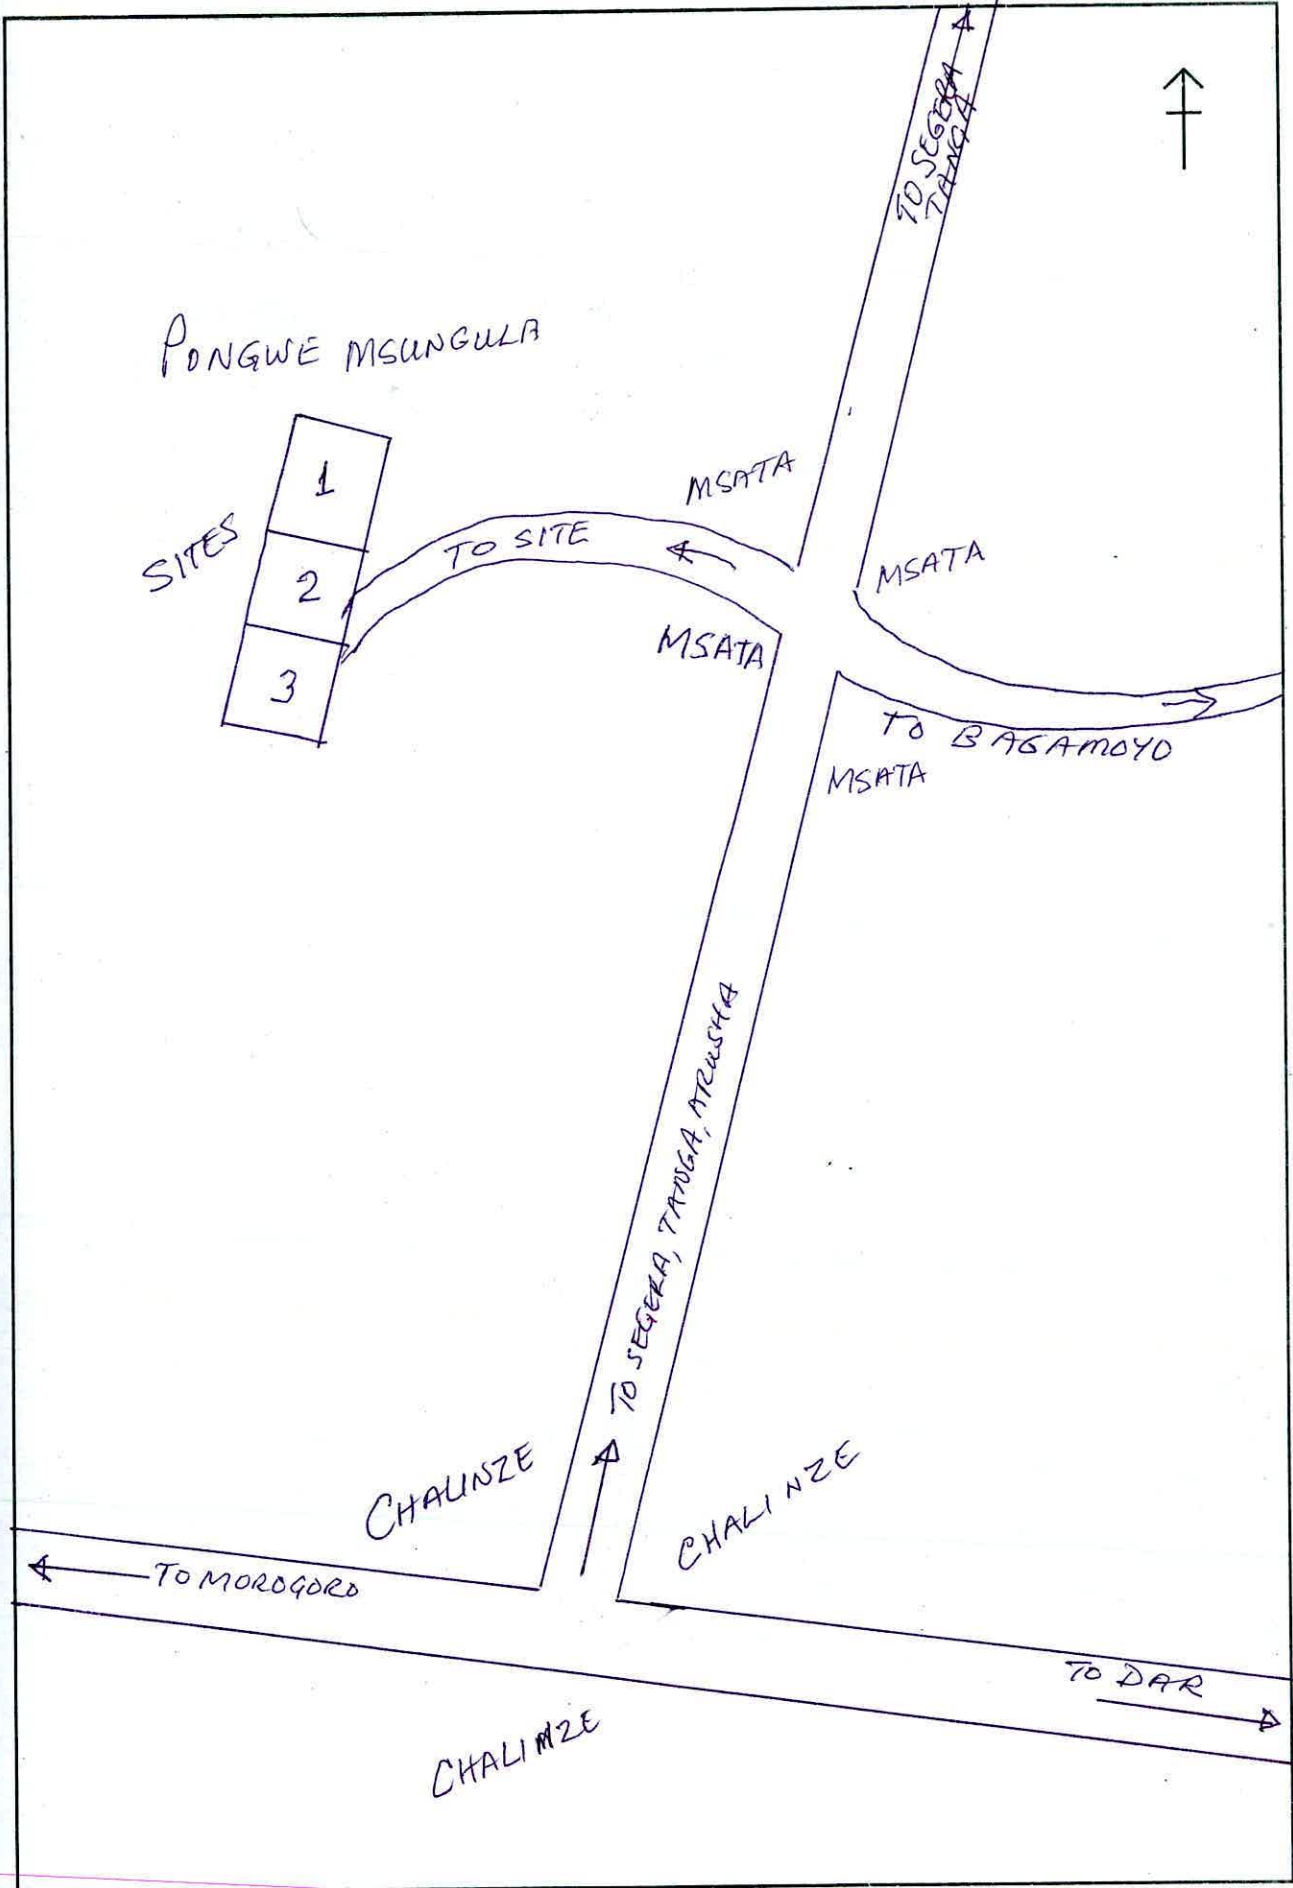 TO SEGERA
TANGA
PONGWE MSUNGULA
MSATA
1
SITES
TO SITE
MSATA
2
MSATA
3
TO BAGAMOYO
MSATA
TO SEGERA, TANGA, ARUSHA
CHALINZE
CHALINZE
TO MOROGORO
TO DAR
CHALINZE